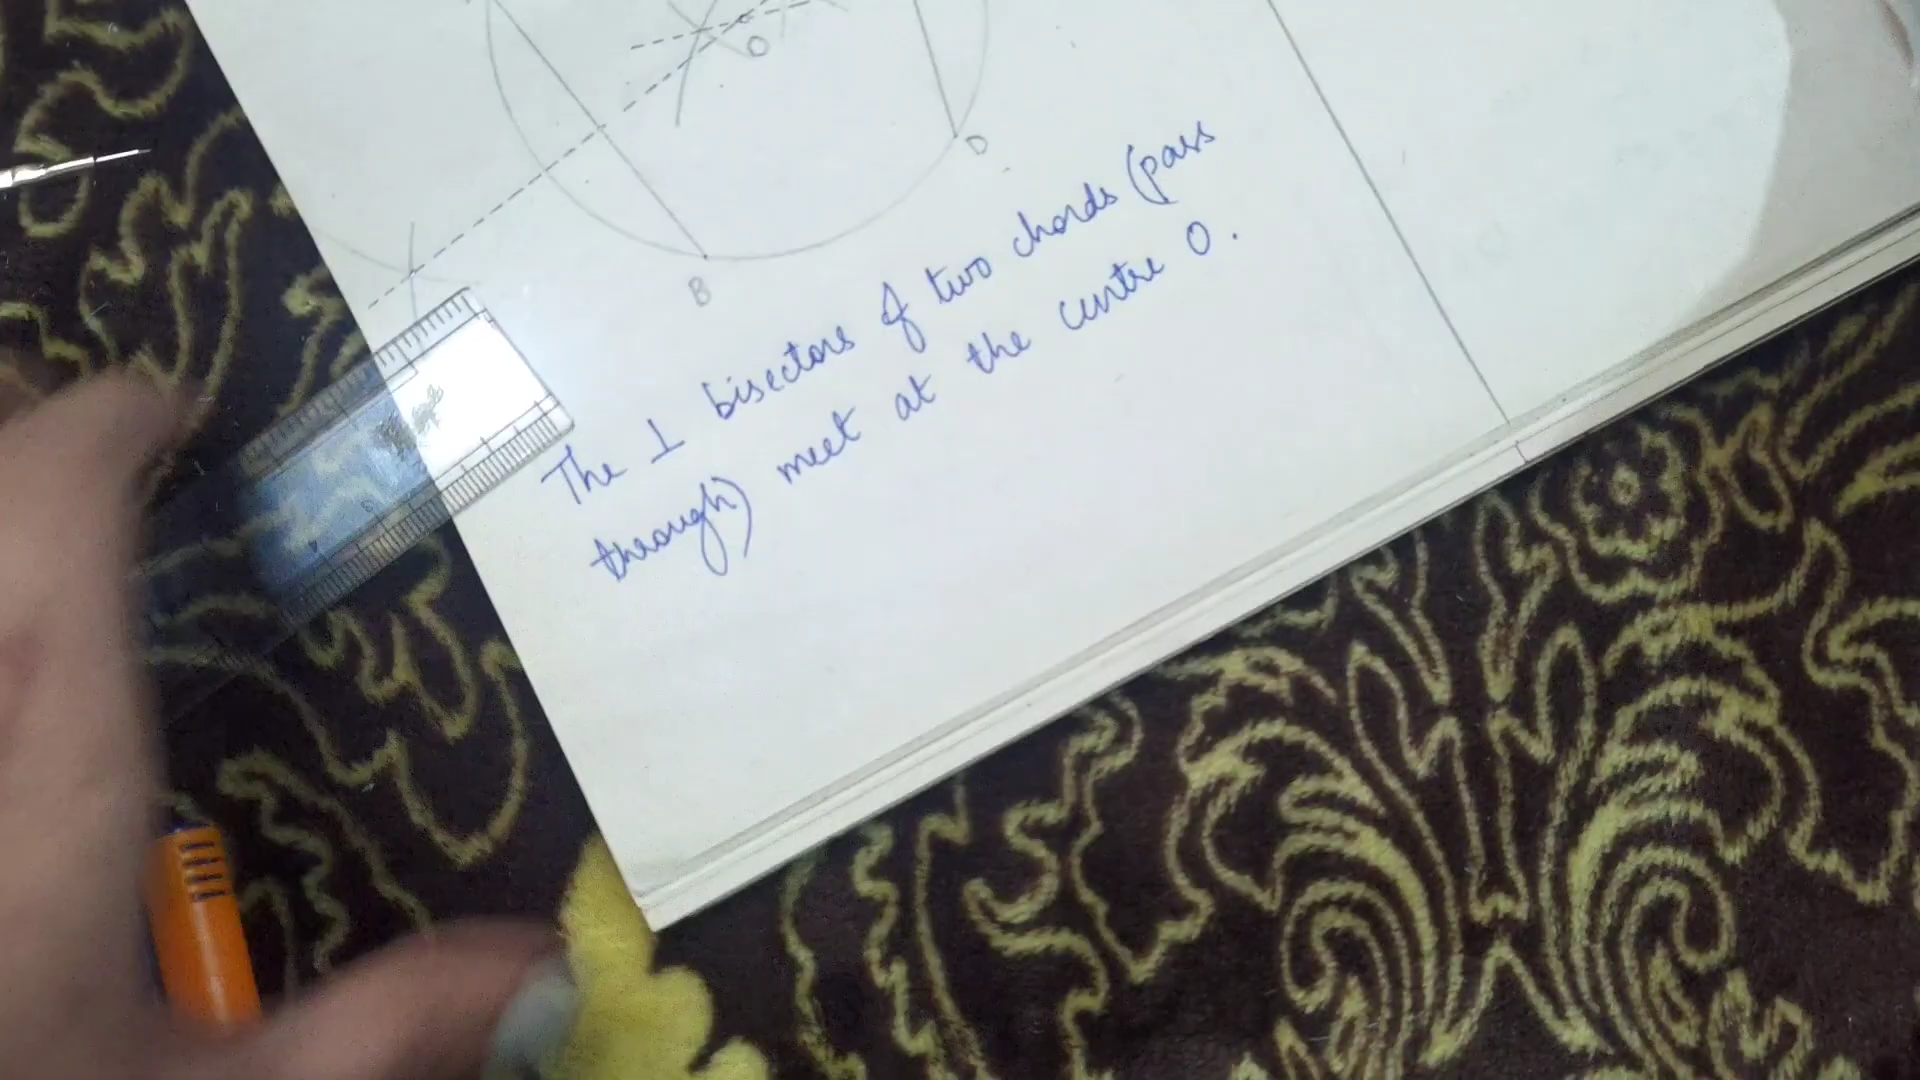 O
D
B
The ⊥ bisectors of two chords (pass
through) meet at the centre O.